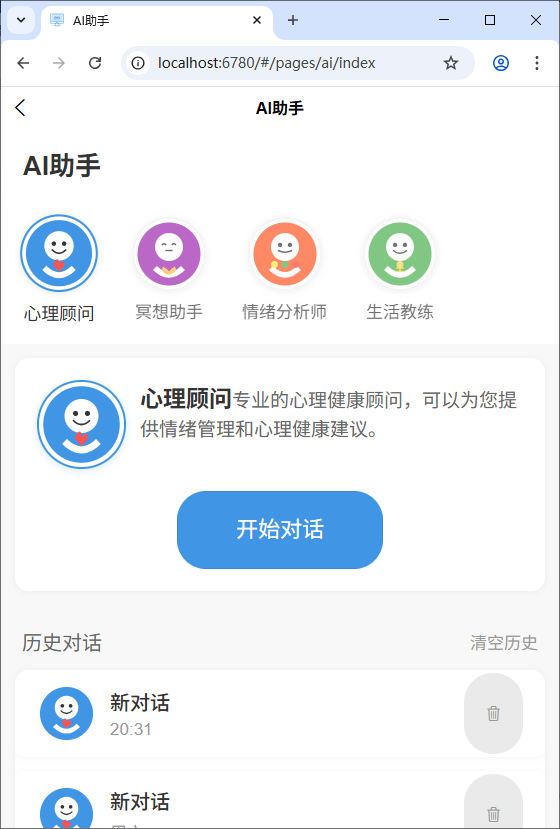 AI助手
localhost:6780/#/pages/ai/index
AI助手
AI助手
心理顾问
冥想助手
情绪分析师
生活教练
心理顾问专业的心理健康顾问，可以为您提
供情绪管理和心理健康建议。
开始对话
历史对话
清空历史
新对话
20:31
新对话